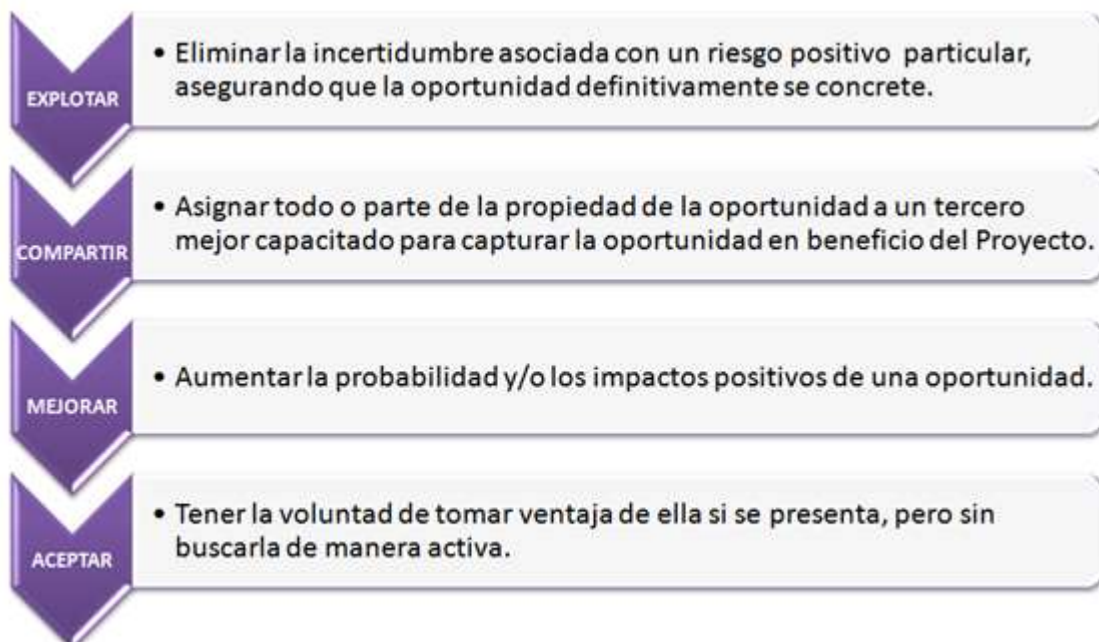 EXPLOTAR
• Eliminar la incertidumbre asociada con un riesgo positivo particular,
asegurando que la oportunidad definitivamente se concrete.
COMPARTIR
• Asignar todo o parte de la propiedad de la oportunidad a un tercero
mejor capacitado para capturar la oportunidad en beneficio del Proyecto.
MEJORAR
• Aumentar la probabilidad y/o los impactos positivos de una oportunidad.
ACEPTAR
• Tener la voluntad de tomar ventaja de ella si se presenta, pero sin
buscarla de manera activa.